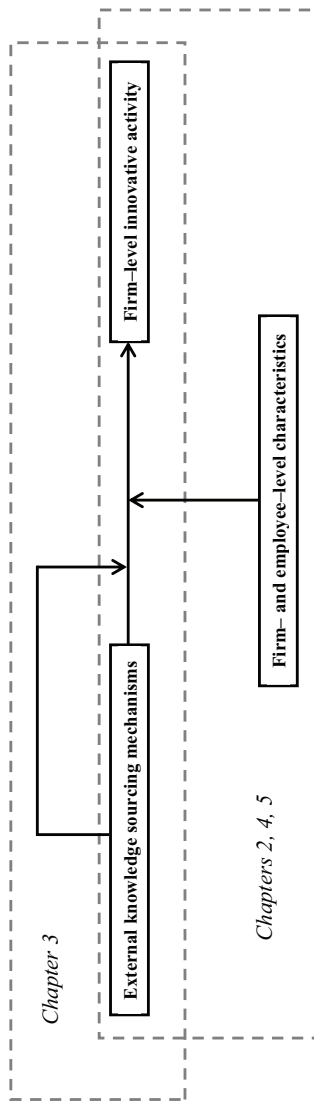 Chapter 3
External knowledge sourcing mechanisms
Firm–level innovative activity
Firm– and employee–level characteristics
Chapters 2, 4, 5